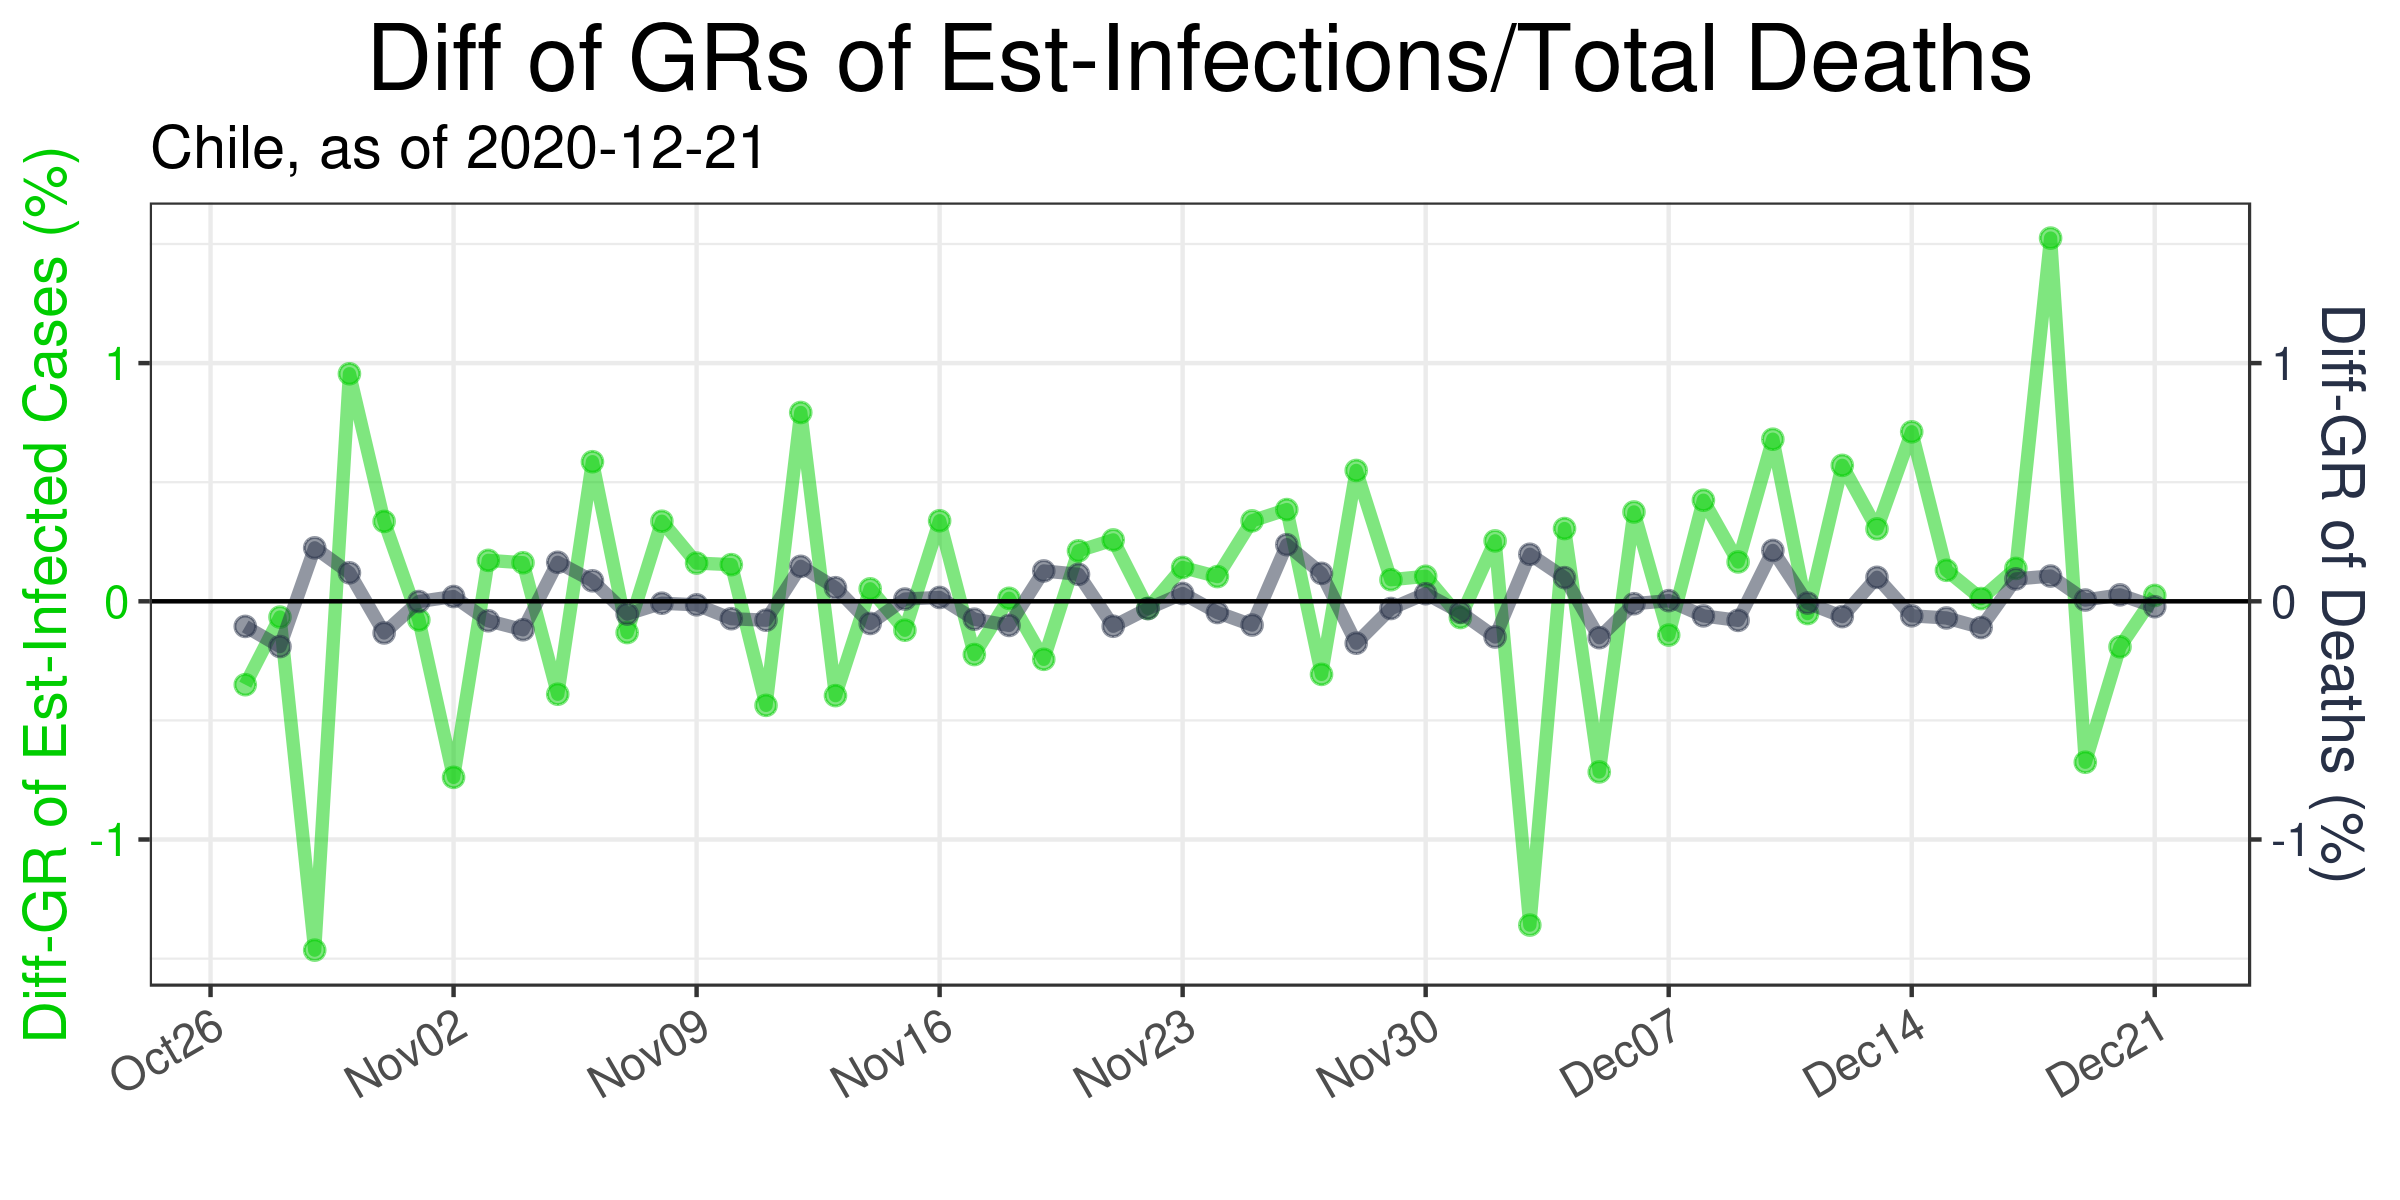 Diff of GRs of Est-Infections/Total Deaths
Chile, as of 2020-12-21
Diff-GR of Est-Infected Cases (%)
1
0
-1
1
0
-1
Diff-GR of Deaths (%)
Oct26
Nov02
Nov09
Nov16
Nov23
Nov30
Dec07
Dec14
Dec21